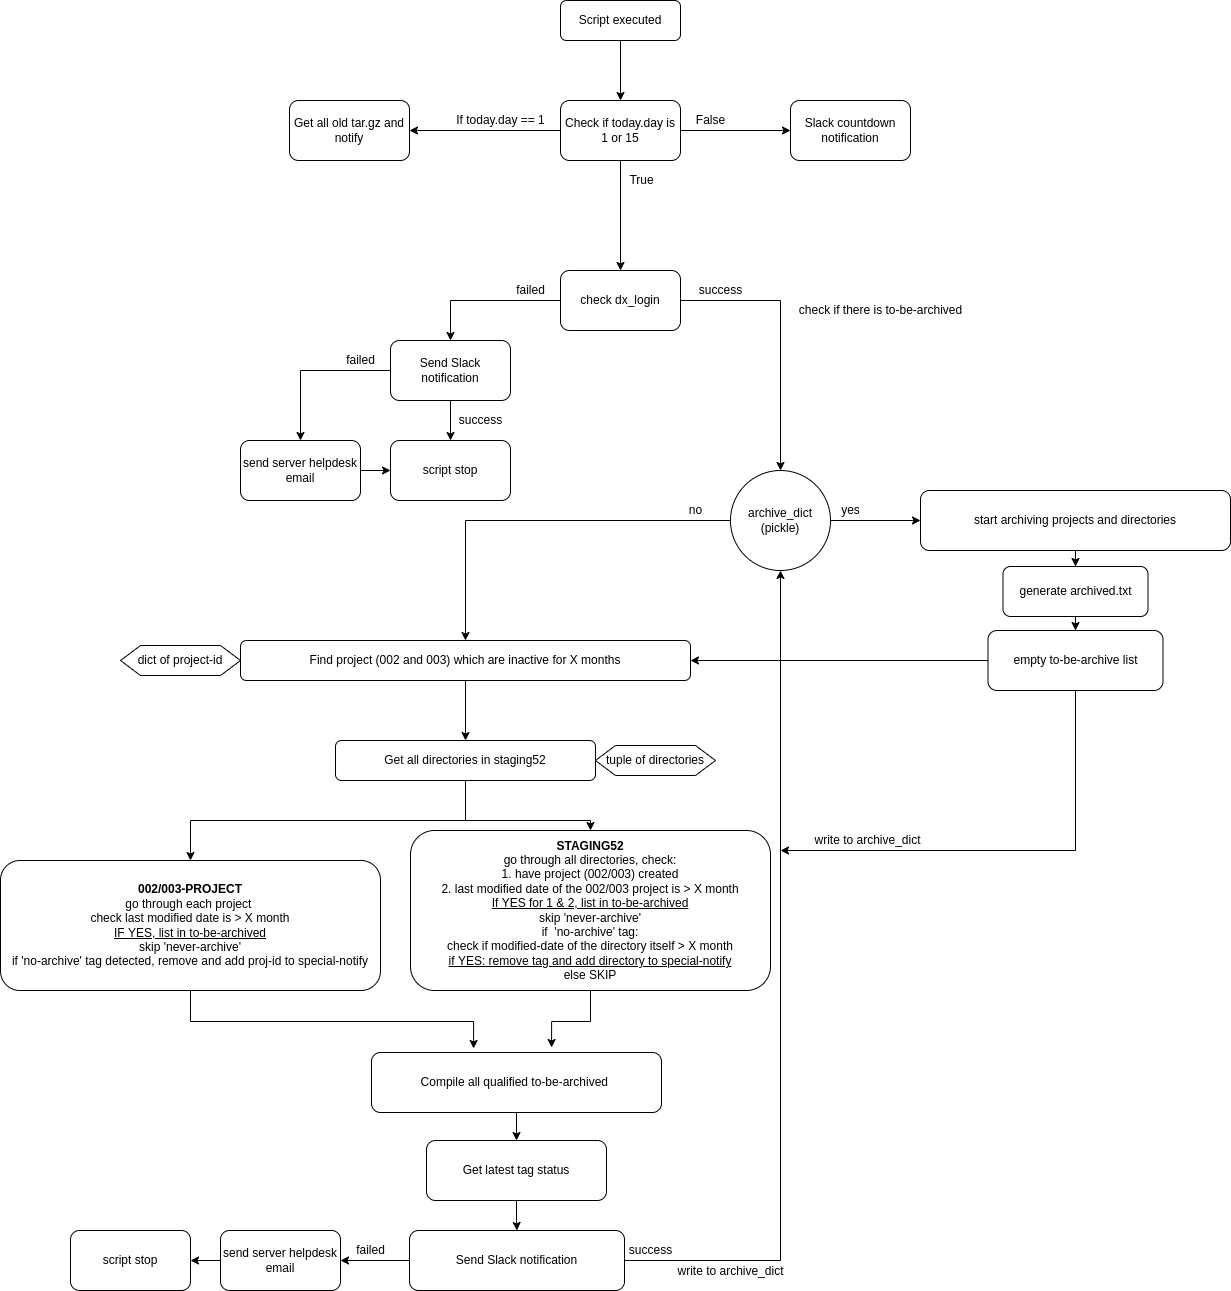 Script executed
Get all old tar.gz and
notify
If today.day == 1
Check if today.day is
1 or 15
False
Slack countdown
notification
True
failed
check dx_login
success
check if there is to-be-archived
failed
Send Slack
notification
success
send server helpdesk
email
script stop
no
archive_dict
(pickle)
yes
start archiving projects and directories
generate archived.txt
dict of project-id
Find project (002 and 003) which are inactive for X months
empty to-be-archive list
Get all directories in staging52
tuple of directories
write to archive_dict
002/003-PROJECT
go through each project
check last modified date is > X month
IF YES, list in to-be-archived
skip 'never-archive'
if 'no-archive' tag detected, remove and add proj-id to special-notify
STAGING52
go through all directories, check:
1. have project (002/003) created
2. last modified date of the 002/003 project is > X month
If YES for 1 & 2, list in to-be-archived
skip 'never-archive'
if  'no-archive' tag:
check if modified-date of the directory itself > X month
if YES: remove tag and add directory to special-notify
else SKIP
Compile all qualified to-be-archived
Get latest tag status
script stop
send server helpdesk
email
failed
Send Slack notification
success
write to archive_dict